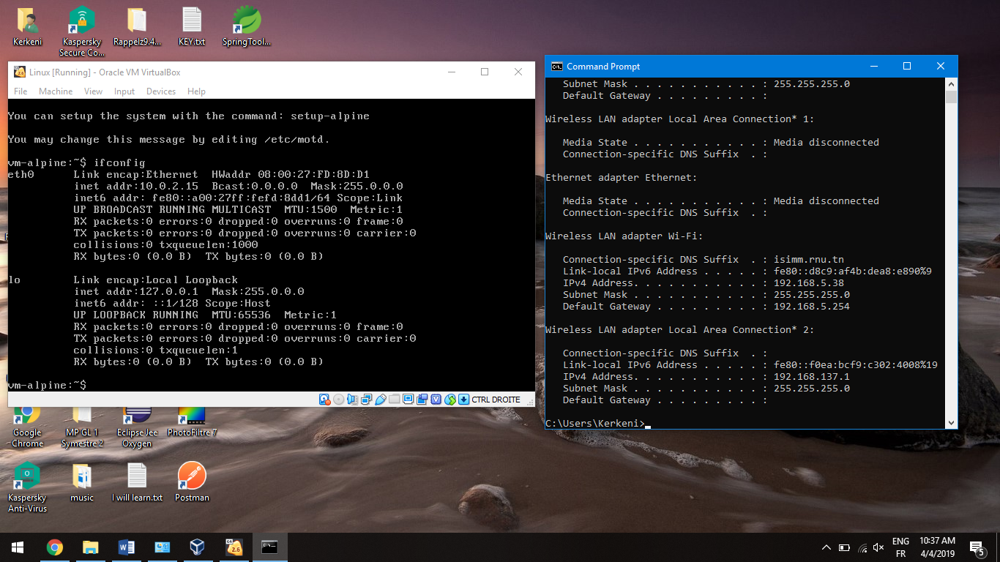 Kerkeni
Kaspersky
Secure Co...
Rappelz9.4...
KEY.txt
SpringTool...
Linux [Running] - Oracle VM VirtualBox
File Machine View Input Devices Help
You can setup the system with the command: setup-alpine
You may change this message by editing /etc/motd.
vm-alpine:~$ ifconfig
eth0 Link encap:Ethernet HWaddr 08:00:27:FD:8D:D1
inet addr:10.0.2.15 Bcast:0.0.0.0 Mask:255.0.0.0
inet6 addr: fe80::a00:27ff:fefd:8dd1/64 Scope:Link
UP BROADCAST RUNNING MULTICAST MTU:1500 Metric:1
RX packets:0 errors:0 dropped:0 overruns:0 frame:0
TX packets:0 errors:0 dropped:0 overruns:0 carrier:0
collisions:0 txqueuelen:1000
RX bytes:0 (0.0 B) TX bytes:0 (0.0 B)
lo Link encap:Local Loopback
inet addr:127.0.0.1 Mask:255.0.0.0
inet6 addr: ::1/128 Scope:Host
UP LOOPBACK RUNNING MTU:65536 Metric:1
RX packets:0 errors:0 dropped:0 overruns:0 frame:0
TX packets:0 errors:0 dropped:0 overruns:0 carrier:0
collisions:0 txqueuelen:1
RX bytes:0 (0.0 B) TX bytes:0 (0.0 B)
vm-alpine:~$
CTRL DROITE
Command Prompt
Subnet Mask . . . . . . . . . . . : 255.255.255.0
Default Gateway . . . . . . . . . :
Wireless LAN adapter Local Area Connection* 1:
Media State . . . . . . . . . . . : Media disconnected
Connection-specific DNS Suffix . :
Ethernet adapter Ethernet:
Media State . . . . . . . . . . . : Media disconnected
Connection-specific DNS Suffix . :
Wireless LAN adapter Wi-Fi:
Connection-specific DNS Suffix . : isimm.rnu.tn
Link-local IPv6 Address . . . . . : fe80::d8c9:af4b:dea8:e890%9
IPv4 Address. . . . . . . . . . . : 192.168.5.38
Subnet Mask . . . . . . . . . . . : 255.255.255.0
Default Gateway . . . . . . . . . : 192.168.5.254
Wireless LAN adapter Local Area Connection* 2:
Connection-specific DNS Suffix . :
Link-local IPv6 Address . . . . . : fe80::f0ea:bcf9:c302:4008%19
IPv4 Address. . . . . . . . . . . : 192.168.137.1
Subnet Mask . . . . . . . . . . . : 255.255.255.0
Default Gateway . . . . . . . . . :
C:\Users\Kerkeni>
Google
Chrome
MP GL 1
Symestre 2
Eclipse Jee
Oxygen
PhotoFiltre 7
Kaspersky
Anti-Virus
music
I will learn.txt
Postman
ENG
FR
10:37 AM
4/4/2019
5